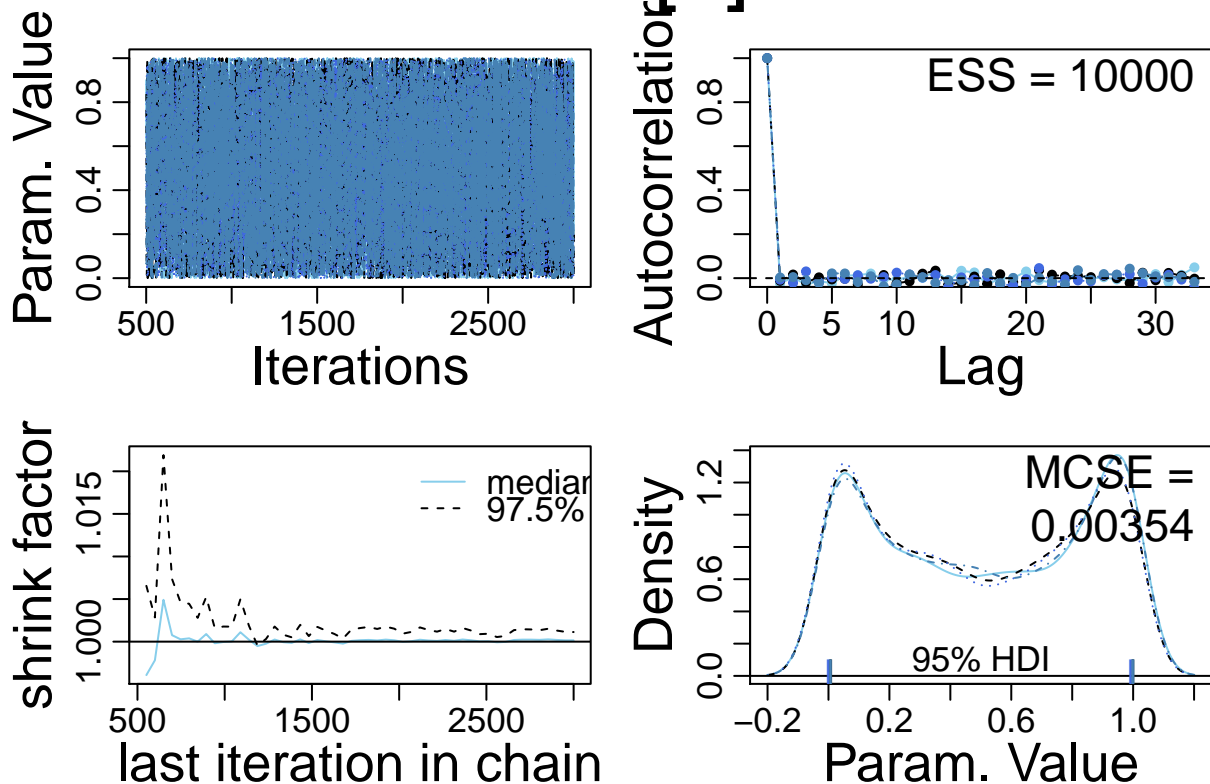 Param. Value
0.0 0.4 0.8
500 1500 2500
Iterations
Autocorrelation
0.0 0.4 0.8
ESS = 10000
0 5 10 20 30
Lag
shrink factor
1.000 1.015
median
97.5%
500 1500 2500
last iteration in chain
Density
0.0 0.6 1.2
MCSE =
0.00354
95% HDI
−0.2 0.2 0.6 1.0
Param. Value